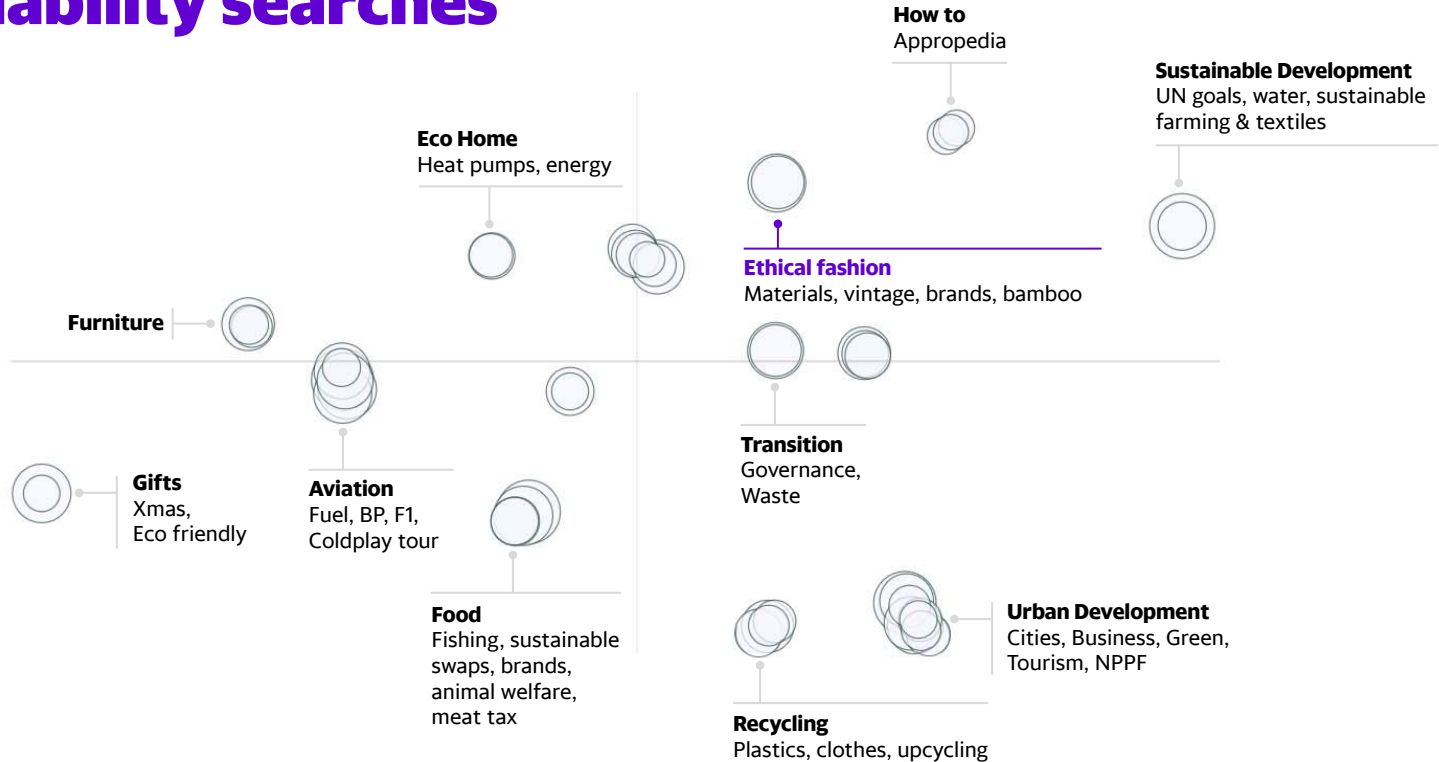 searches
How to
Appropedia
Sustainable Development
UN goals, water, sustainable
farming & textiles
Eco Home
Heat pumps, energy
Ethical fashion
Materials, vintage, brands, bamboo
Furniture
Transition
Governance,
Waste
Gifts
Xmas,
Eco friendly
Aviation
Fuel, BP, F1,
Coldplay tour
Food
Fishing, sustainable
swaps, brands,
animal welfare,
meat tax
Urban Development
Cities, Business, Green,
Tourism, NPPF
Recycling
Plastics, clothes, upcycling